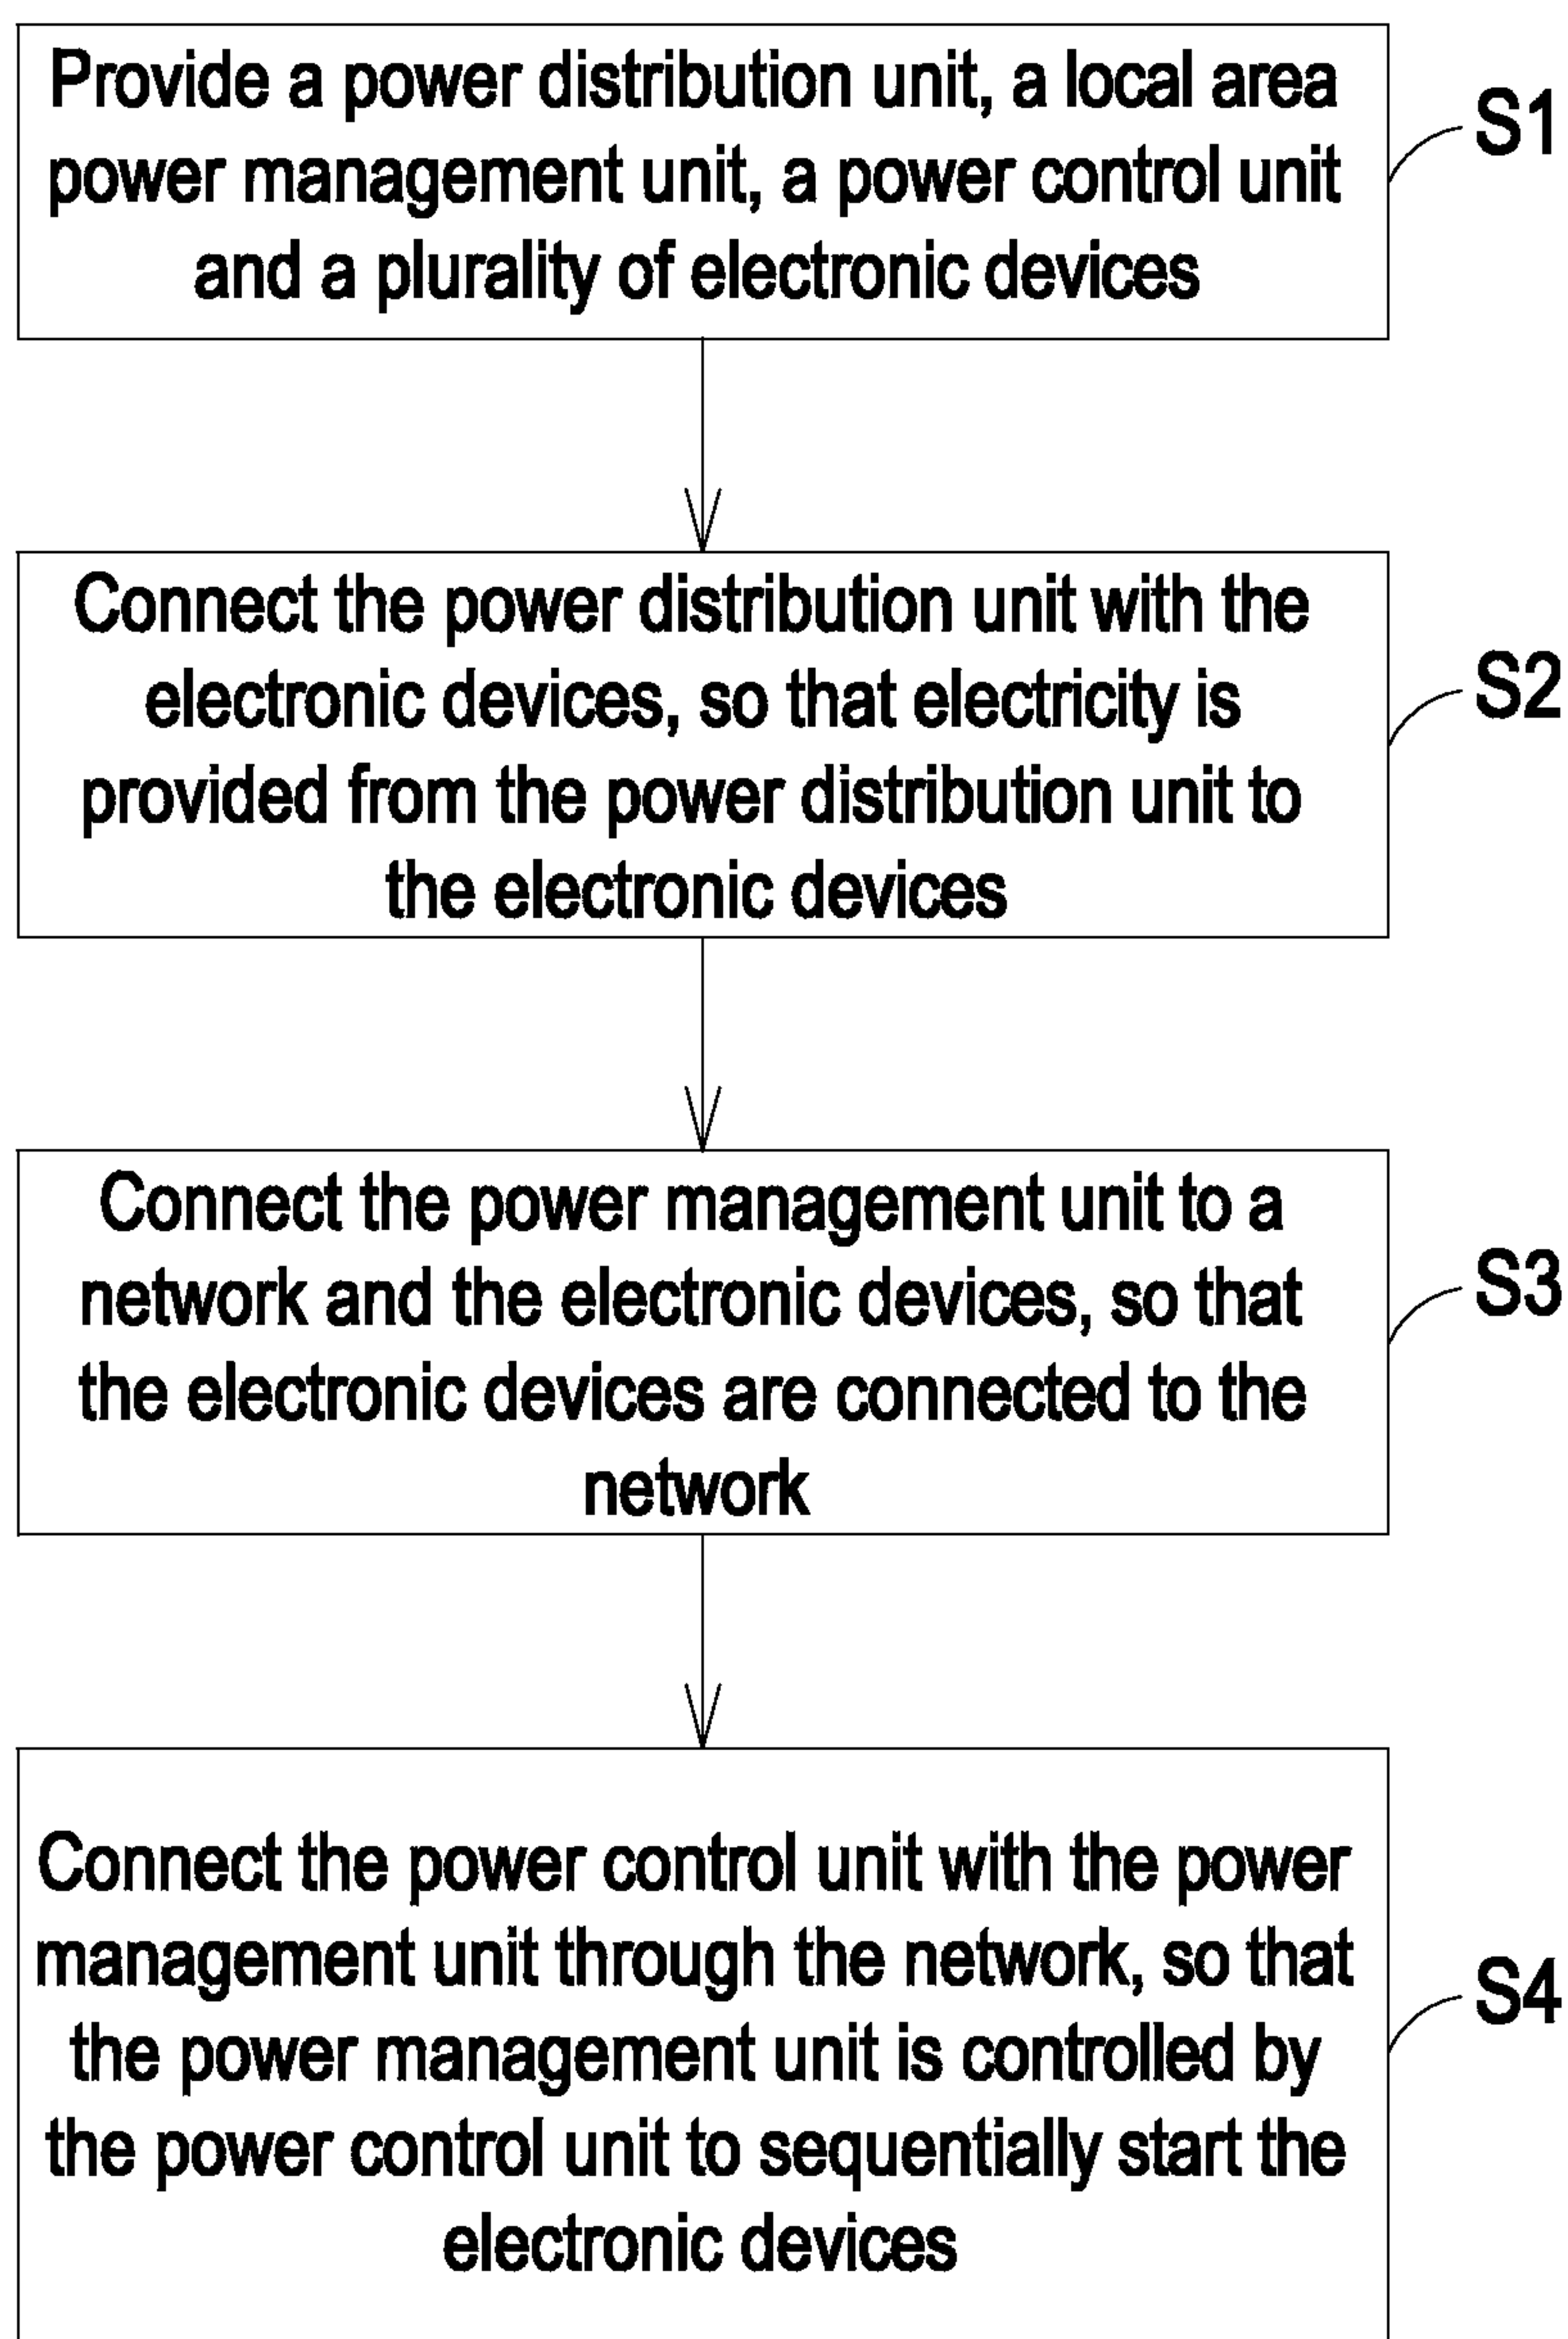 Provide a power distribution unit, a local area
power management unit, a power control unit
and a plurality of electronic devices
S1
Connect the power distribution unit with the
electronic devices, so that electricity is
provided from the power distribution unit to
the electronic devices
S2
Connect the power management unit to a
network and the electronic devices, so that
the electronic devices are connected to the
network
S3
Connect the power control unit with the power
management unit through the network, so that
the power management unit is controlled by
the power control unit to sequentially start the
electronic devices
S4